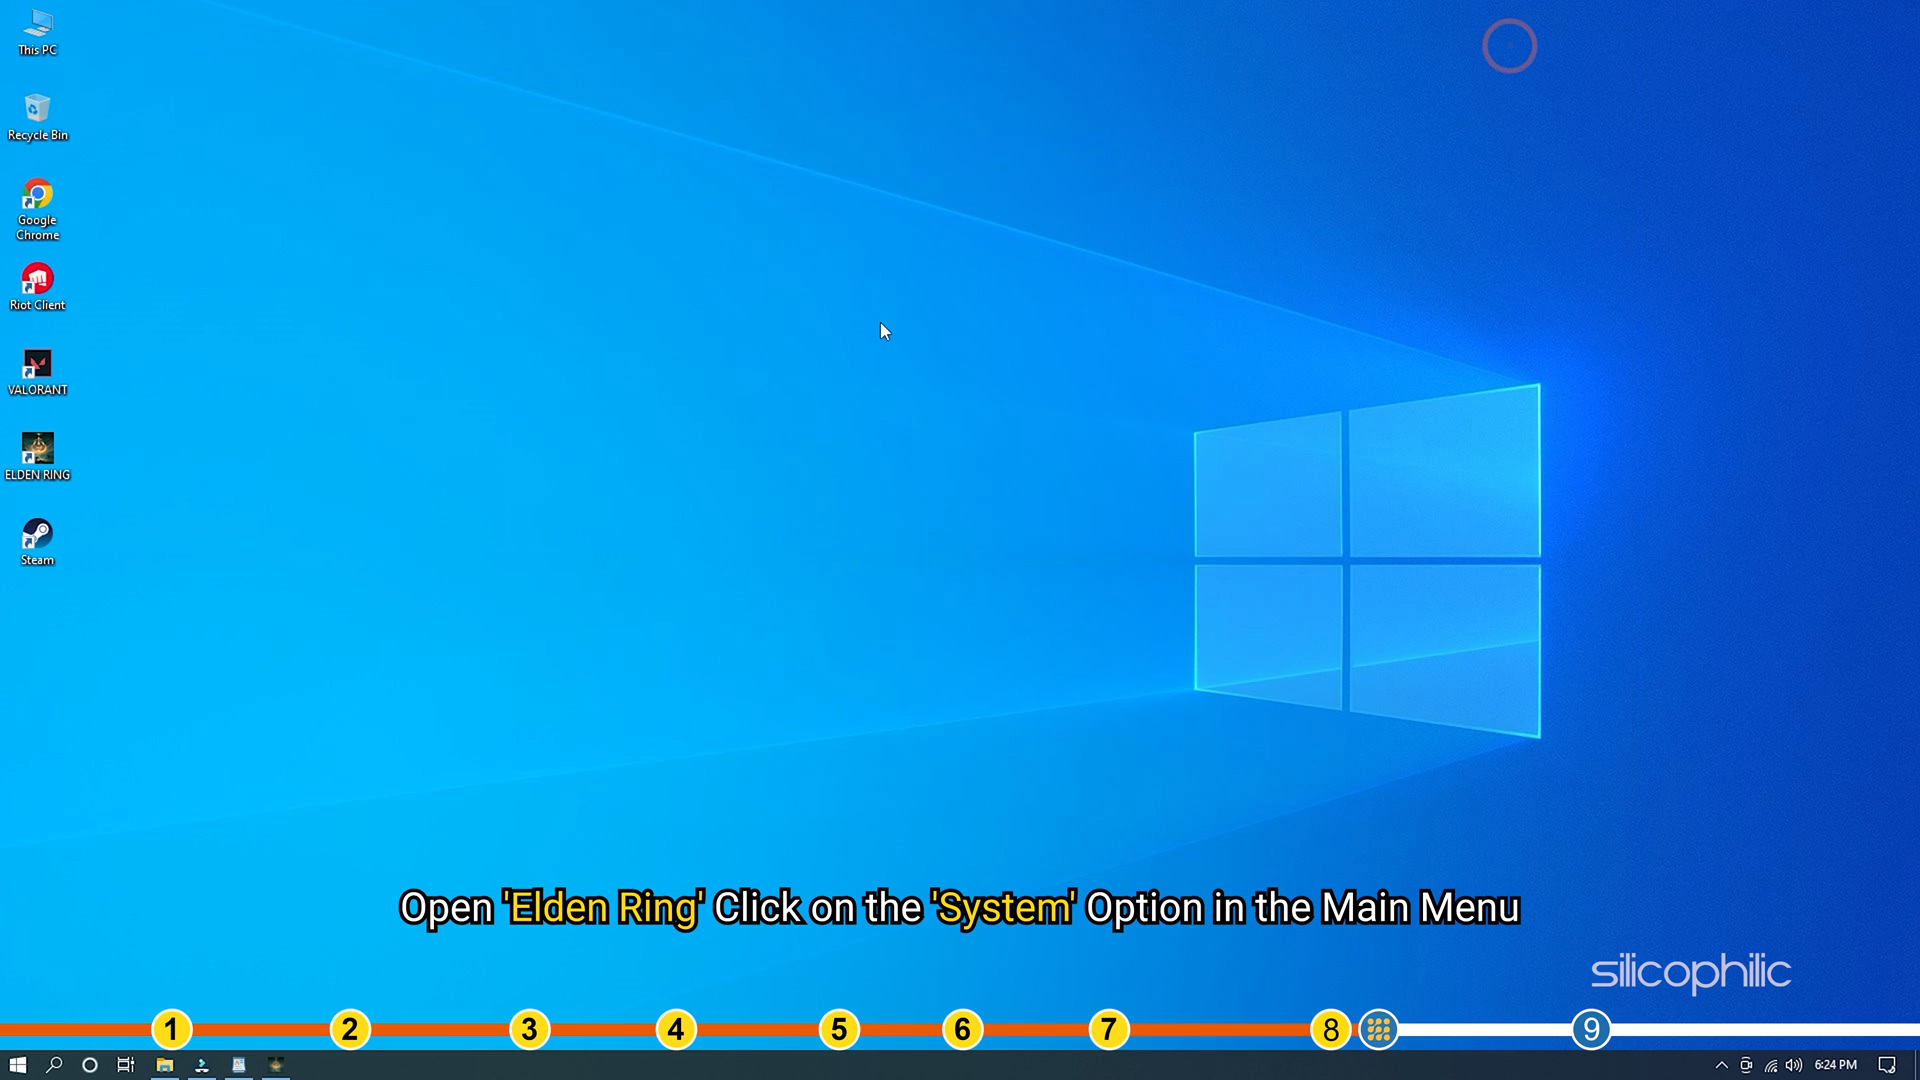 This PC
Recycle Bin
Google
Chrome
Riot Client
VALORANT
ELDEN RING
Steam
Open 'Elden Ring' Click on the 'System' Option in the Main Menu
silicophilic
1 2 3 4 5 6 7 8 9
6:24 PM